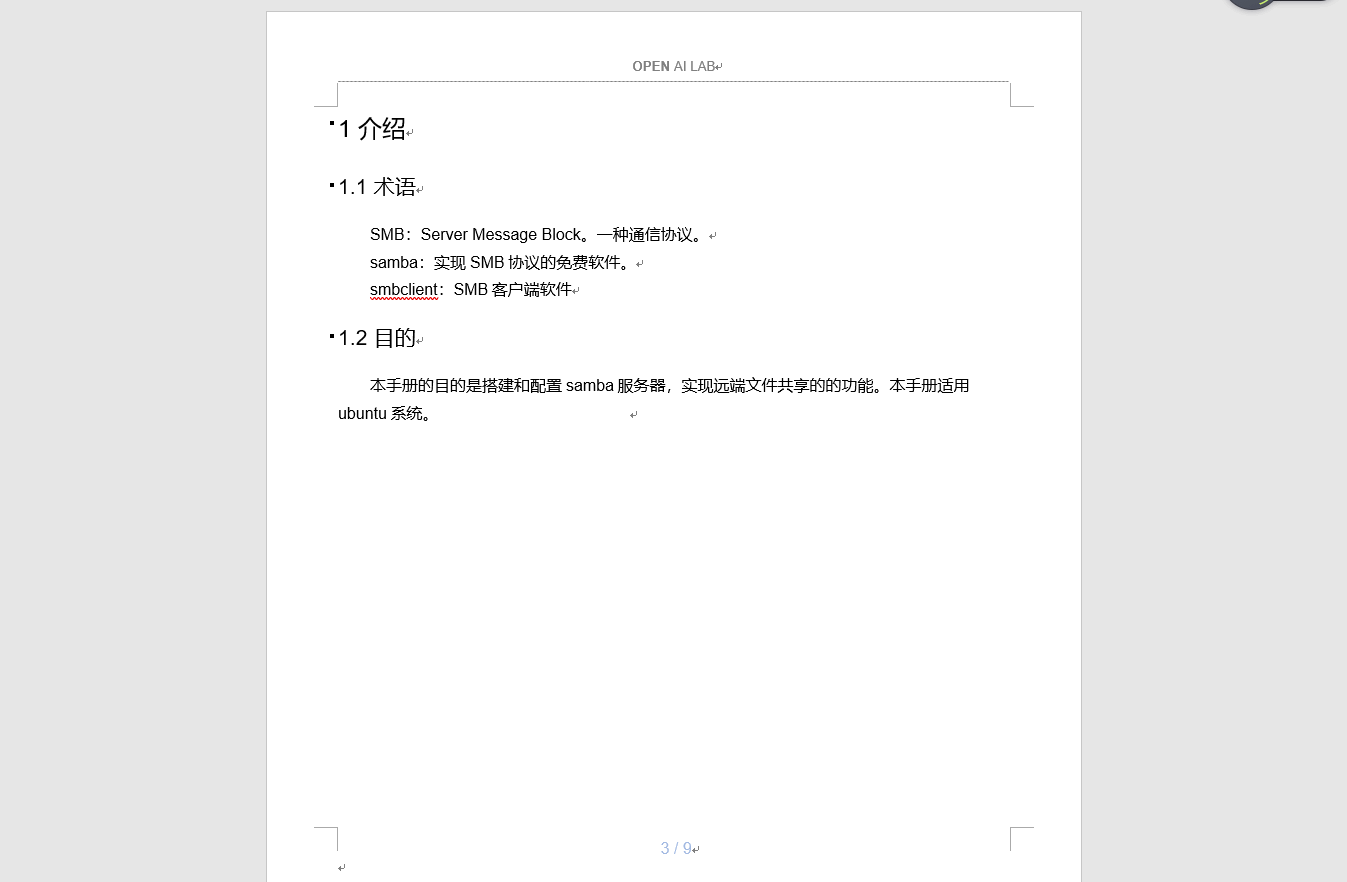 OPEN AI LAB
1 介绍
1.1 术语
SMB：Server Message Block。一种通信协议。
samba：实现 SMB 协议的免费软件。
smbclient：SMB 客户端软件
1.2 目的
本手册的目的是搭建和配置 samba 服务器，实现远端文件共享的的功能。本手册适用
ubuntu 系统。
3 / 9